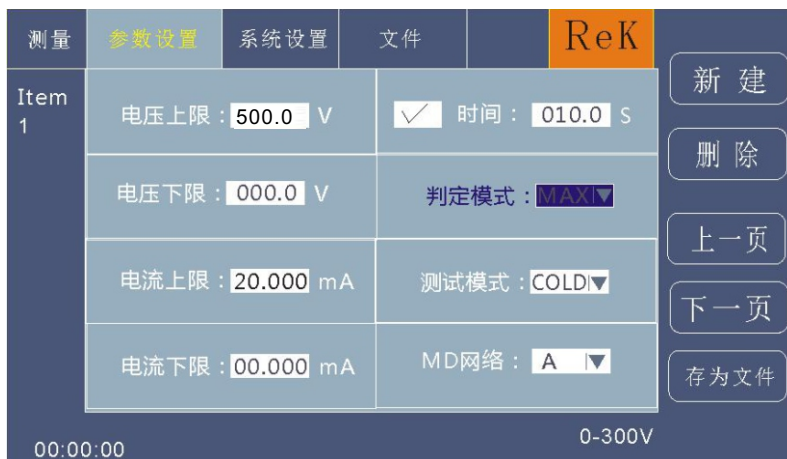 测量 参数设置 系统设置 文件 ReK
Item
1
电压上限：500.0 V
时间： 010.0 S
电压下限： 000.0 V
判定模式：MAX
电流上限：20.000 mA
测试模式：COLD
电流下限：00.000 mA
MD网络： A
新 建
删 除
上一页
下一页
存为文件
00:00:00
0-300V